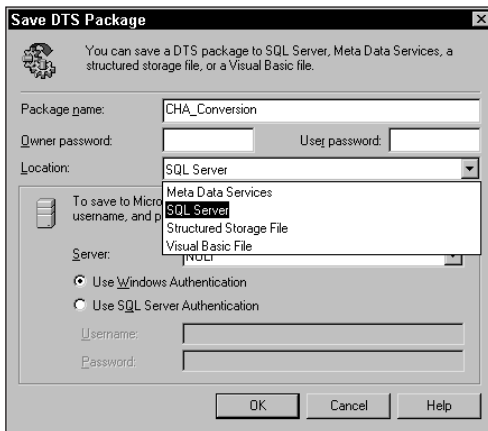 Save DTS Package
You can save a DTS package to SQL Server, Meta Data Services, a
structured storage file, or a Visual Basic file.
Package name: CHA_Conversion
Owner password: User password:
Location: SQL Server
Meta Data Services
To save to Micro
SQL Server
username, and p
Structured Storage File
Visual Basic File
Server:
Use Windows Authentication
Use SQL Server Authentication
Username:
Password:
OK Cancel Help